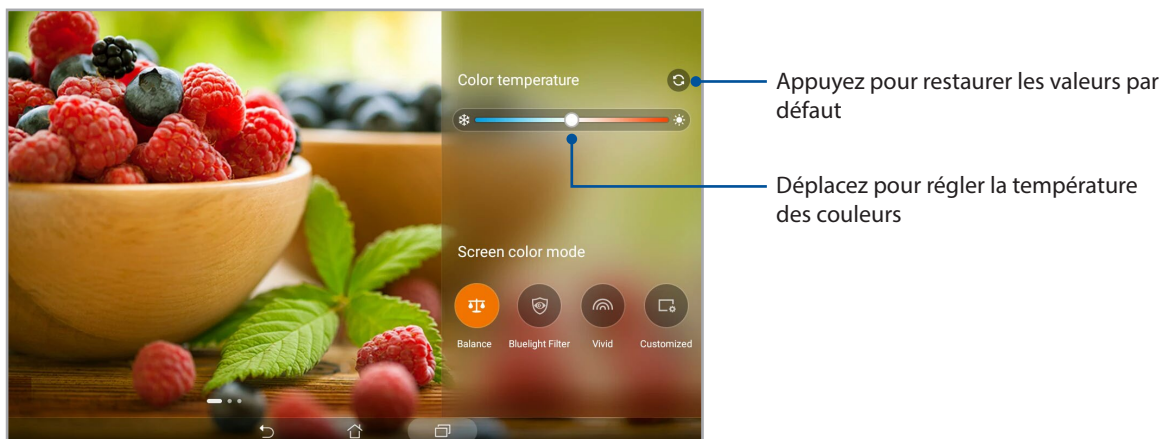 Color temperature
Appuyez pour restaurer les valeurs par
défaut
Déplacez pour régler la température
des couleurs
Screen color mode
Balance
Bluelight Filter
Vivid
Customized